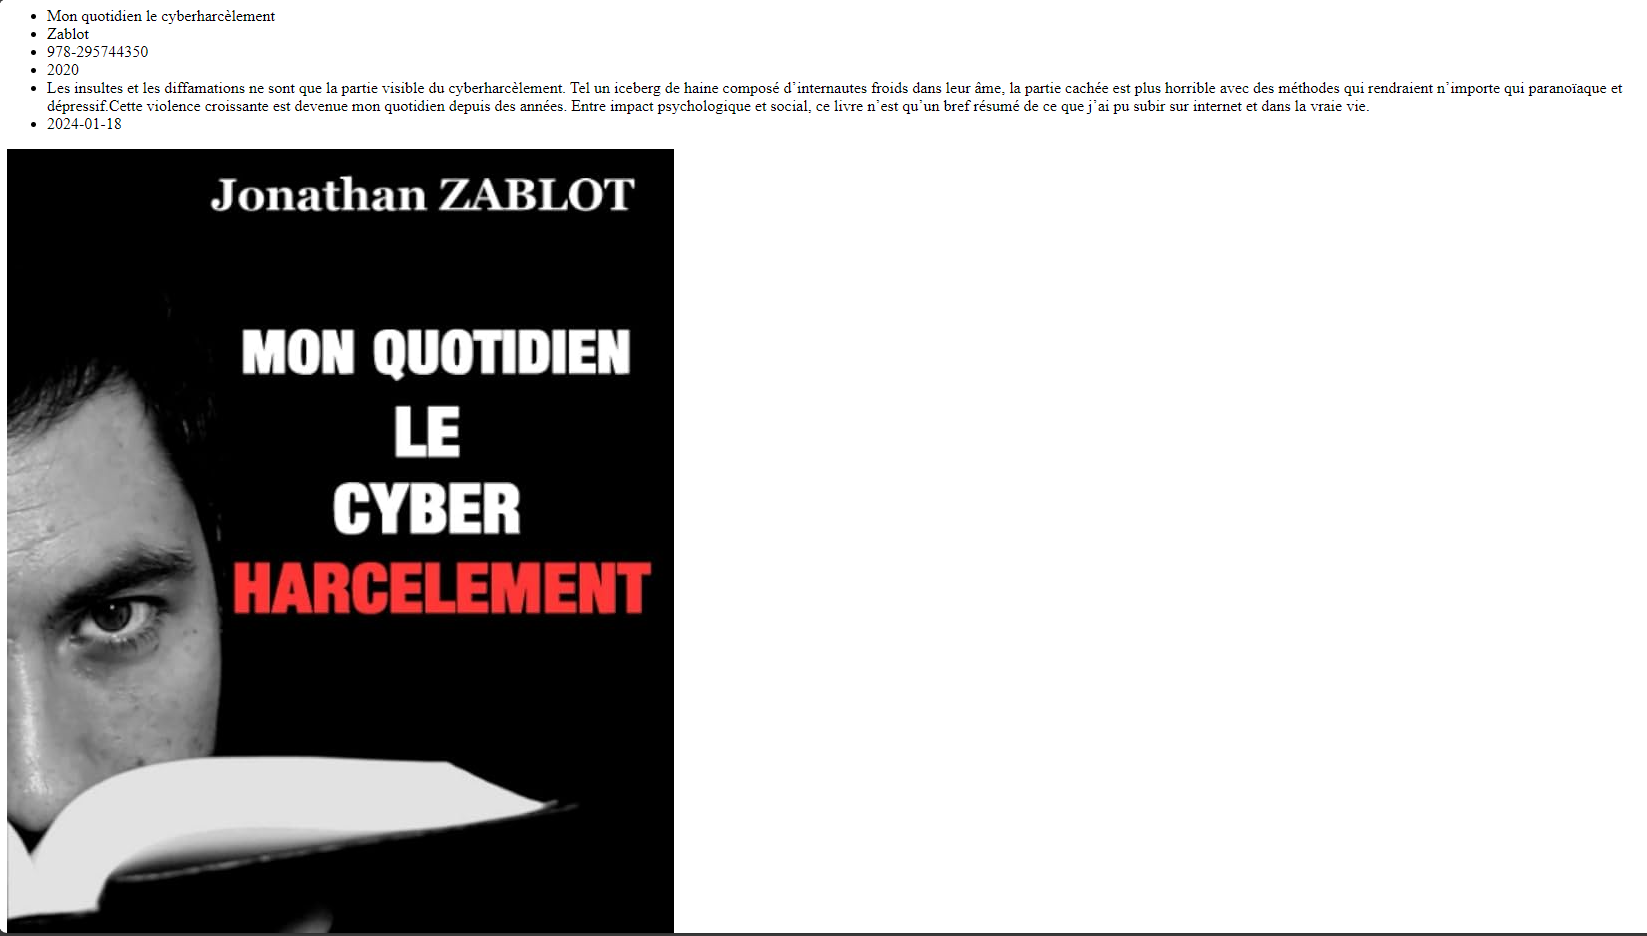 Mon quotidien le cyberharcèlement
Zablot
978-295744350
2020
Les insultes et les diffamations ne sont que la partie visible du cyberharcèlement. Tel un iceberg de haine composé d’internautes froids dans leur âme, la partie cachée est plus horrible avec des méthodes qui rendraient n’importe qui paranoïaque et
dépressif.Cette violence croissante est devenue mon quotidien depuis des années. Entre impact psychologique et social, ce livre n’est qu’un bref résumé de ce que j’ai pu subir sur internet et dans la vraie vie.
2024-01-18
Jonathan ZABLOT
MON QUOTIDIEN
LE
CYBER
HARCELEMENT